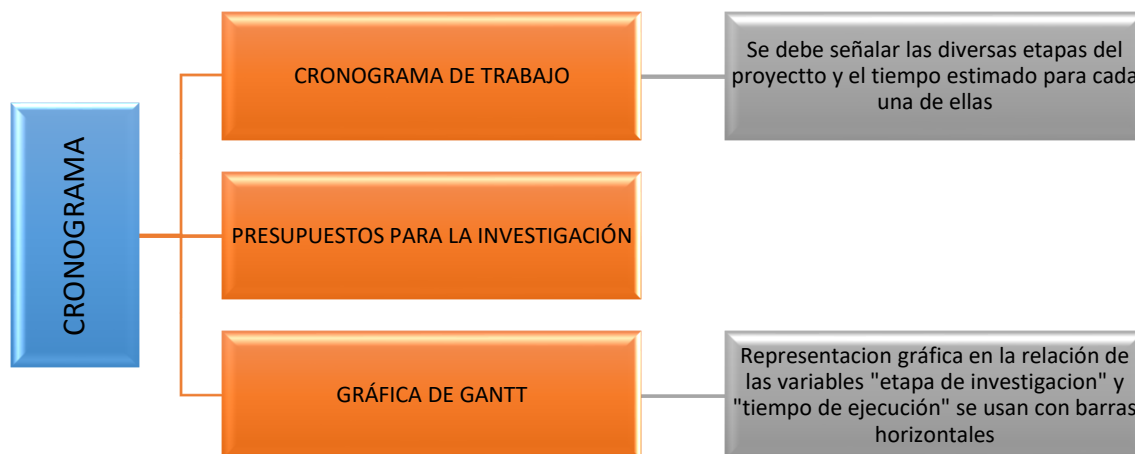 CRONOGRAMA
CRONOGRAMA DE TRABAJO
Se debe señalar las diversas etapas del
proyectto y el tiempo estimado para cada
una de ellas
PRESUPUESTOS PARA LA INVESTIGACIÓN
GRÁFICA DE GANTT
Representacion gráfica en la relación de
las variables "etapa de investigacion" y
"tiempo de ejecución" se usan con barras
horizontales